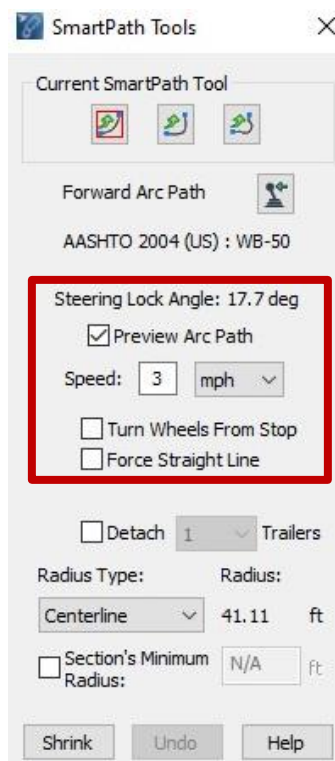 SmartPath Tools
Current SmartPath Tool
Forward Arc Path
AASHTO 2004 (US) : WB-50
Steering Lock Angle: 17.7 deg
Preview Arc Path
Speed: 3 mph
Turn Wheels From Stop
Force Straight Line
Detach 1 Trailers
Radius Type: Radius:
Centerline 41.11 ft
Section's Minimum
Radius: N/A ft
Shrink Undo Help